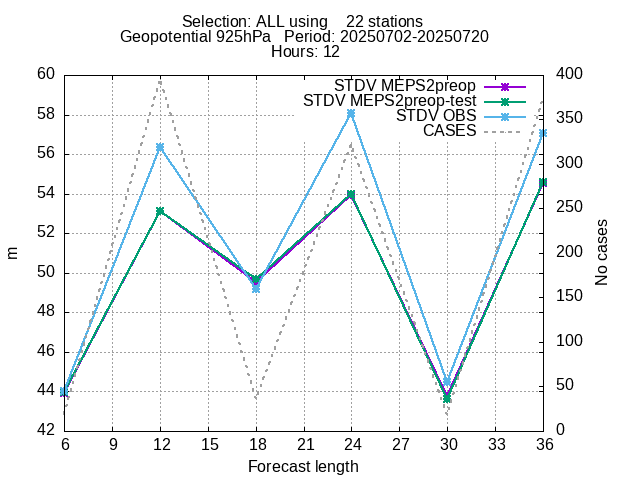 Selection: ALL using    22 stations
Geopotential 925hPa   Period: 20250702-20250720
Hours: 12
60
58
56
54
52
50
48
46
44
42
400
350
300
250
200
150
100
50
0
STDV MEPS2preop
STDV MEPS2preop-test
STDV OBS
CASES
m
No cases
6 9 12 15 18 21 24 27 30 33 36
Forecast length